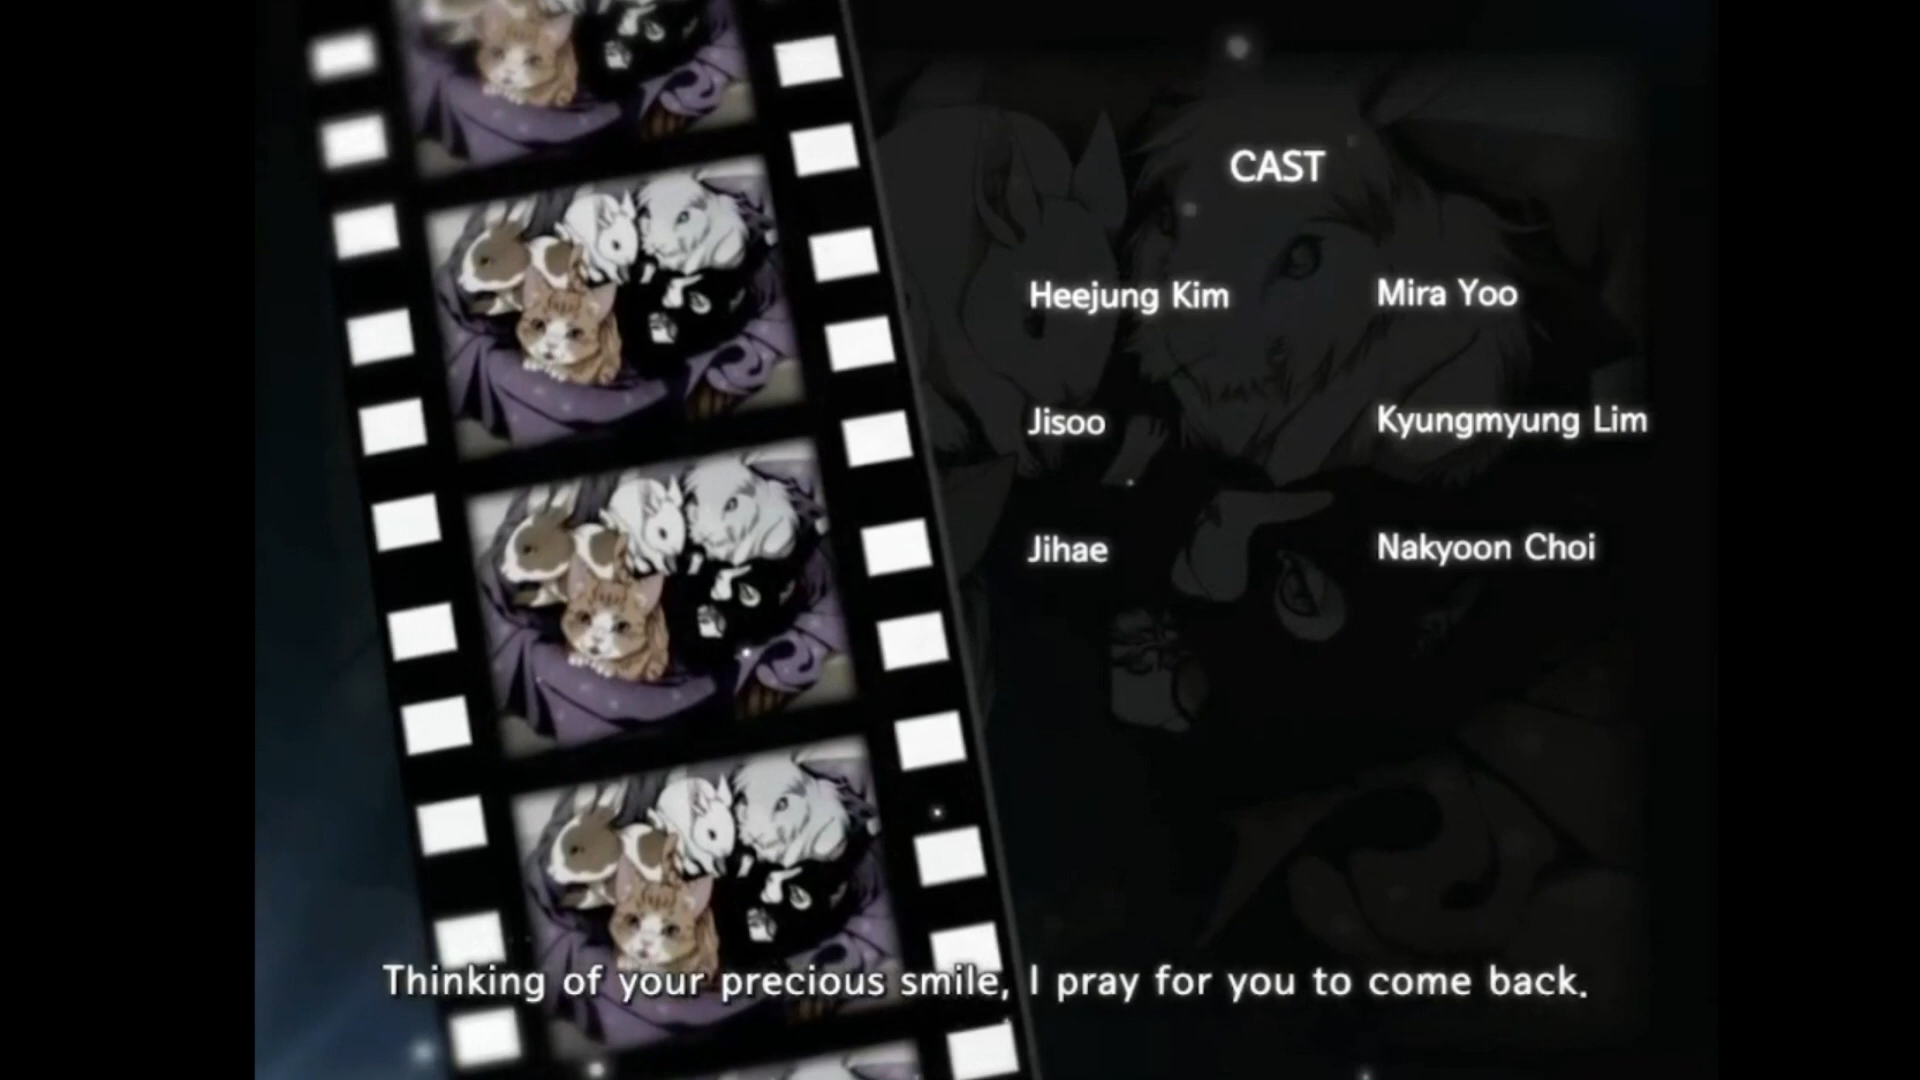 CAST
Heejung Kim Mira Yoo
Jisoo Kyungmyung Lim
Jihae Nakyoon Choi
Thinking of your precious smile, I pray for you to come back.